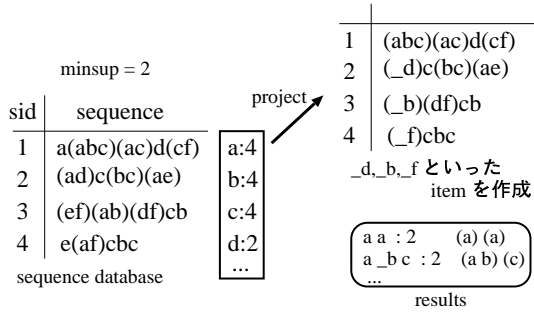 minsup = 2
sid sequence
1 a(abc)(ac)d(cf)
2 (ad)c(bc)(ae)
3 (ef)(ab)(df)cb
4 e(af)cbc
sequence database
a:4
b:4
c:4
d:2
...
project
1 (abc)(ac)d(cf)
2 (_d)c(bc)(ae)
3 (_b)(df)cb
4 (_f)cbc
_d,_b,_f といった
item を作成
a a : 2 (a) (a)
a _b c : 2 (a b) (c)
...
results